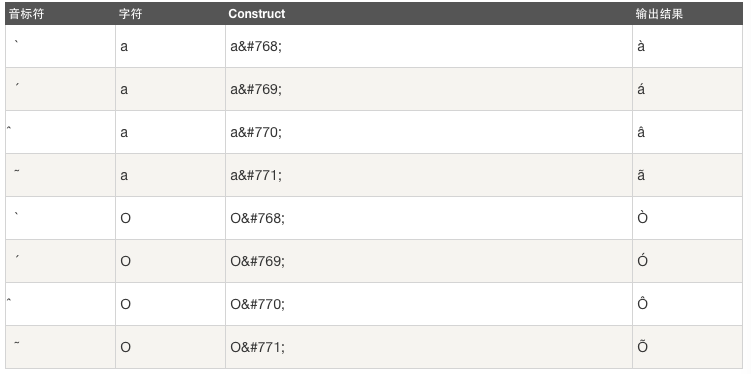 音标符 字符 Construct 输出结果
̀ a a&#768; à
́ a a&#769; á
̂ a a&#770; â
̃ a a&#771; ã
̀ O O&#768; Ò
́ O O&#769; Ó
̂ O O&#770; Ô
̃ O O&#771; Õ